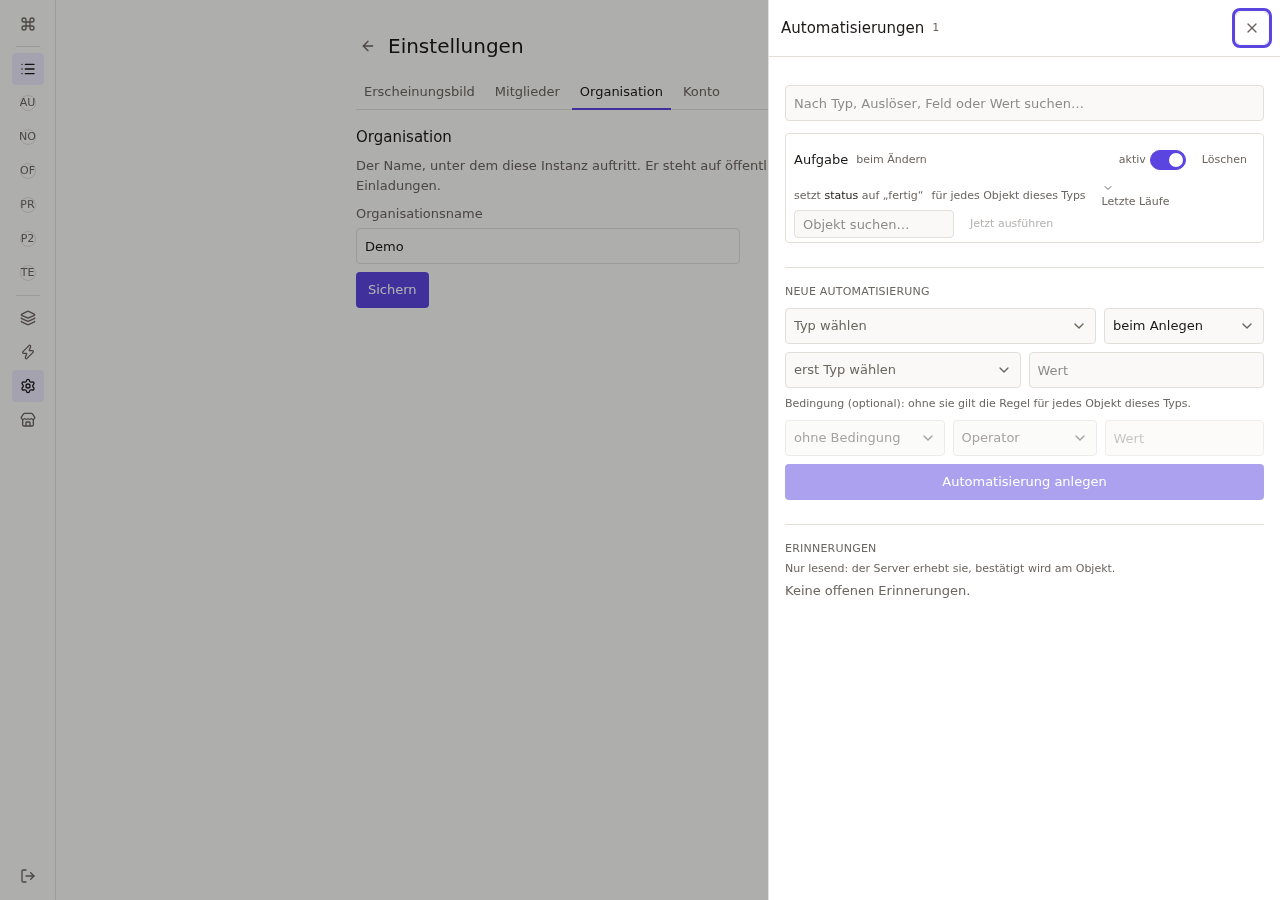 AU
NO
OF
PR
P2
TE
Einstellungen
Erscheinungsbild Mitglieder Organisation Konto
Organisation
Der Name, unter dem diese Instanz auftritt. Er steht auf öffentl
Einladungen.
Organisationsname
Demo
Sichern
Automatisierungen 1
Nach Typ, Auslöser, Feld oder Wert suchen…
Aufgabe beim Ändern aktiv Löschen
setzt status auf „fertig“ für jedes Objekt dieses Typs Letzte Läufe
Objekt suchen… Jetzt ausführen
NEUE AUTOMATISIERUNG
Typ wählen beim Anlegen
erst Typ wählen Wert
Bedingung (optional): ohne sie gilt die Regel für jedes Objekt dieses Typs.
ohne Bedingung Operator Wert
Automatisierung anlegen
ERINNERUNGEN
Nur lesend: der Server erhebt sie, bestätigt wird am Objekt.
Keine offenen Erinnerungen.